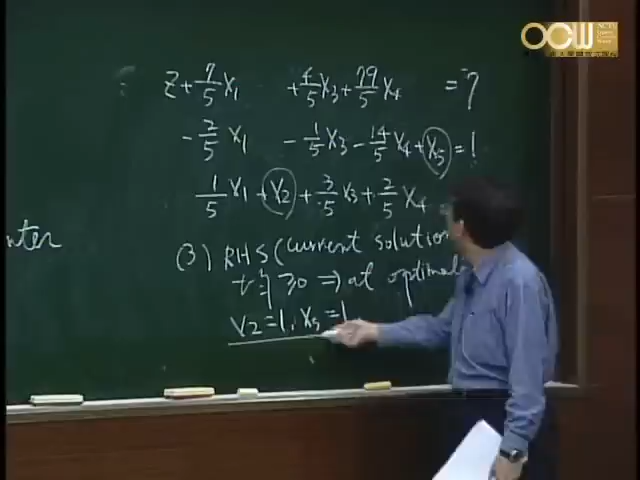 OCW
Z + 7/5 X₁ + 4/5 X₃ + 79/5 X₄ = 7
- 2/5 X₁ - 1/5 X₃ - 14/5 X₄ + X₅ = 1
1/5 X₁ + X₂ + 3/5 X₃ + 2/5 X₄
(3) RHS (current solution
≥0 ⇒ at optimal
X₂ = 1, X₅ = 1